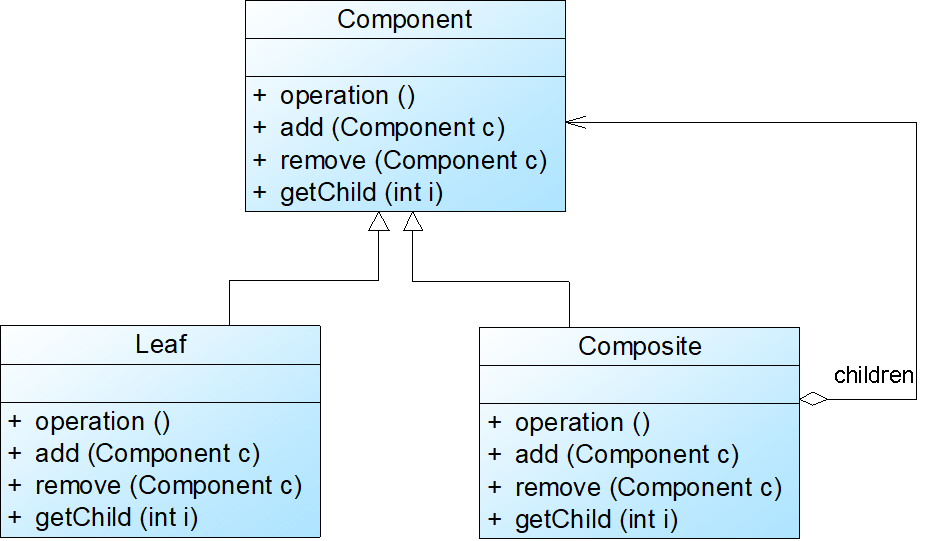 Component
+ operation ()
+ add (Component c)
+ remove (Component c)
+ getChild (int i)
Leaf
+ operation ()
+ add (Component c)
+ remove (Component c)
+ getChild (int i)
Composite
+ operation ()
+ add (Component c)
+ remove (Component c)
+ getChild (int i)
children